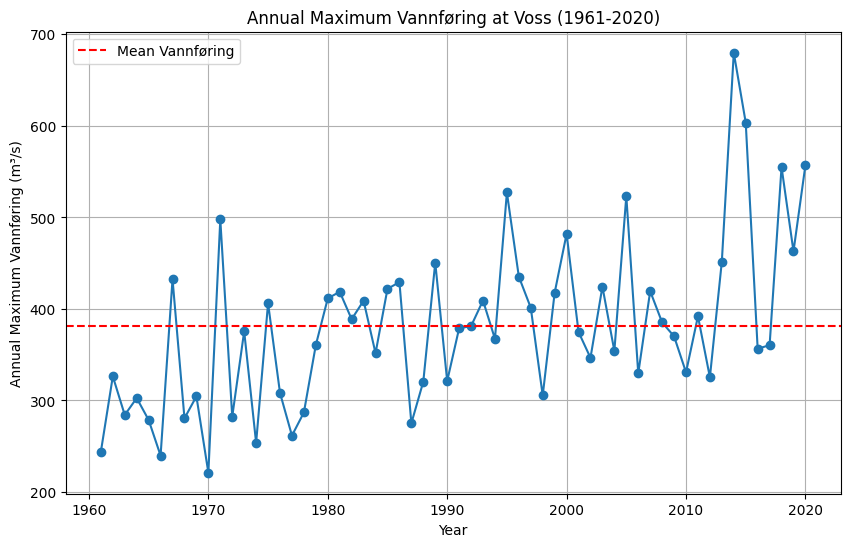 Annual Maximum Vannføring at Voss (1961-2020)
Mean Vannføring
Annual Maximum Vannføring (m³/s)
700
600
500
400
300
200
1960 1970 1980 1990 2000 2010 2020
Year